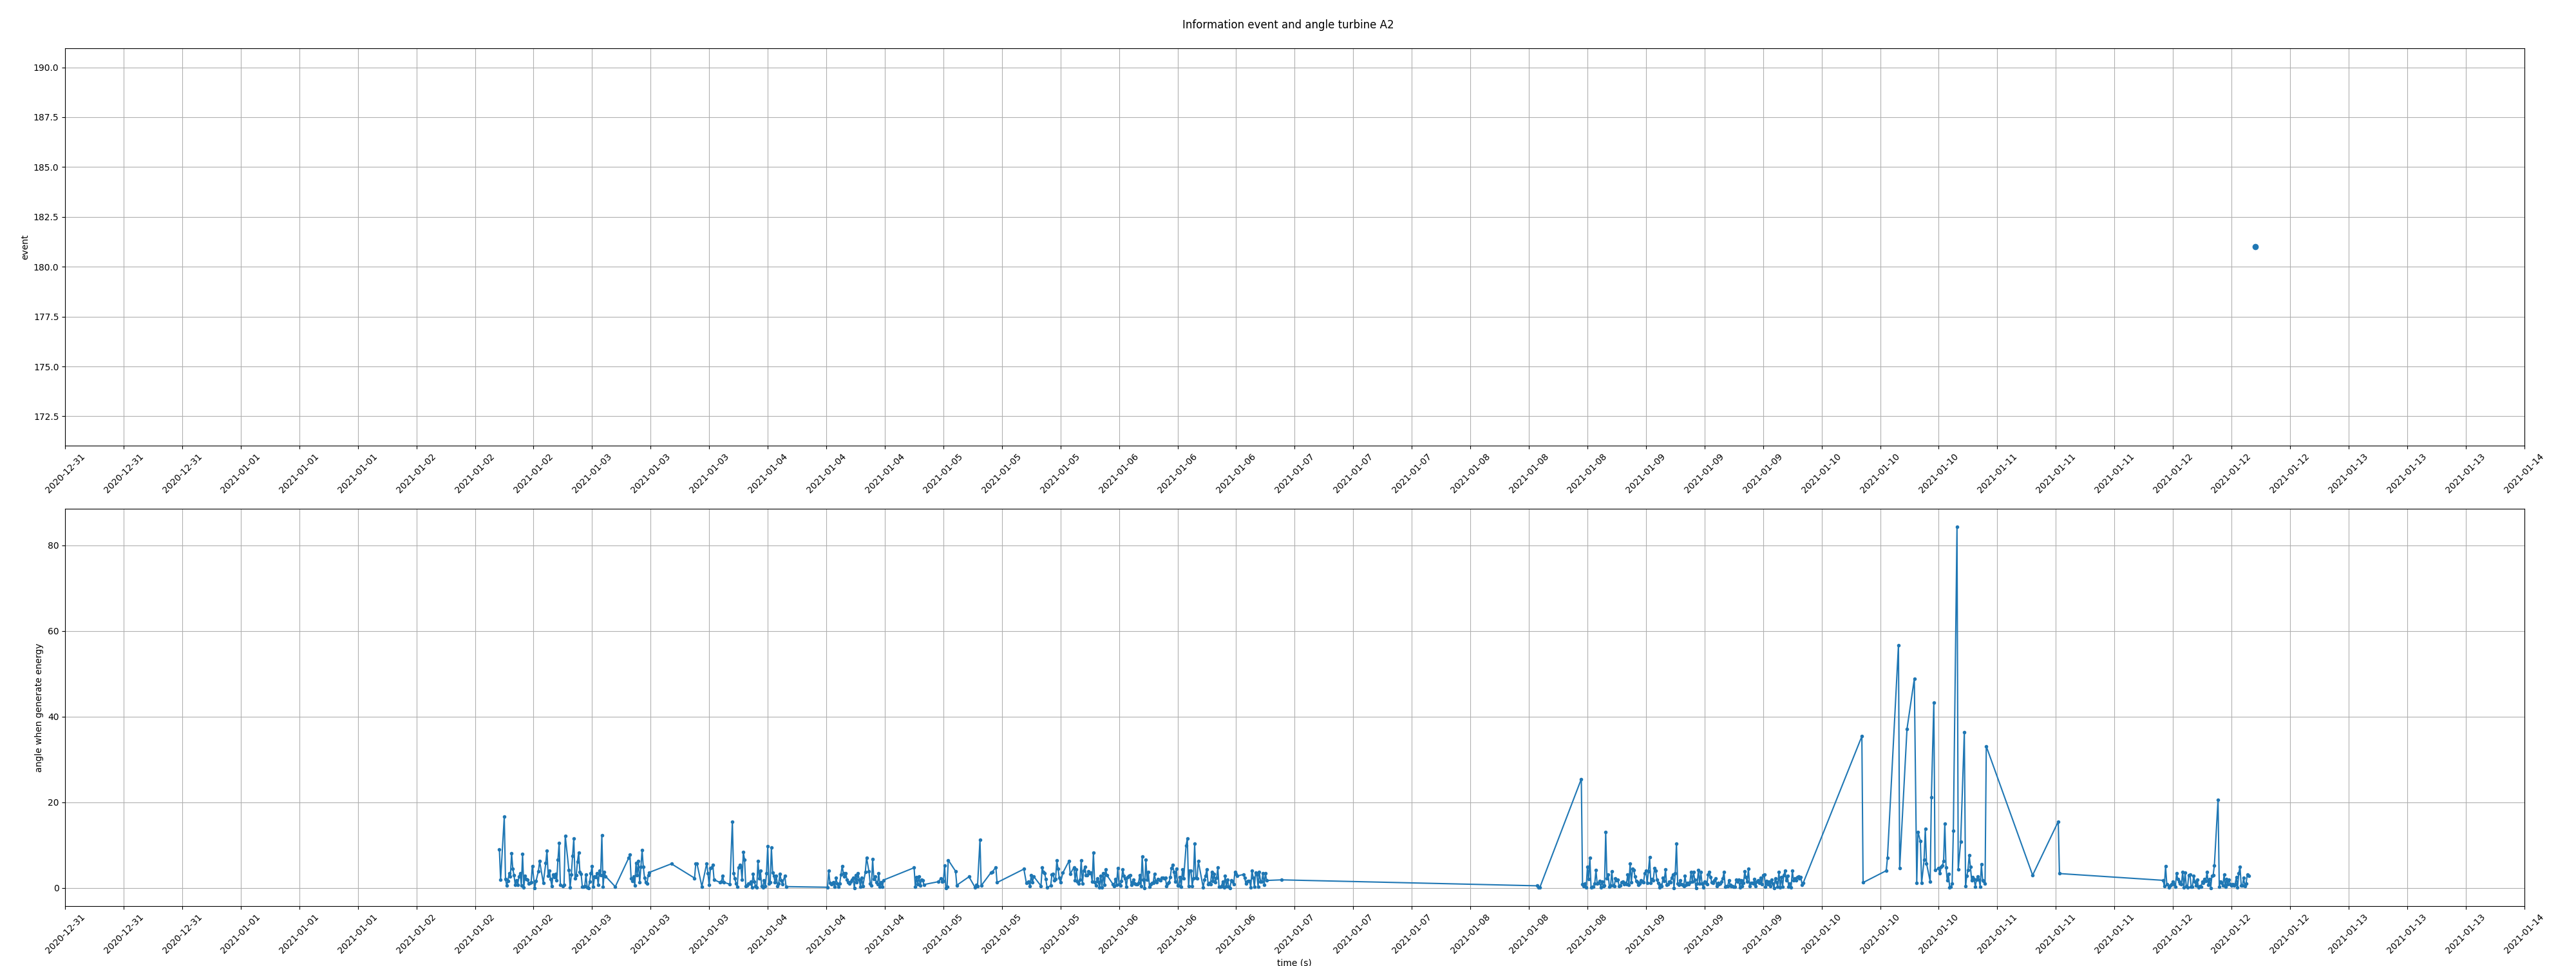 Information event and angle turbine A2
190.0
187.5
185.0
182.5
180.0
177.5
175.0
172.5
event
2020-12-31 2020-12-31 2020-12-31 2021-01-01 2021-01-01 2021-01-01 2021-01-02 2021-01-02 2021-01-02 2021-01-03 2021-01-03 2021-01-03 2021-01-04 2021-01-04 2021-01-04 2021-01-05 2021-01-05 2021-01-05 2021-01-06 2021-01-06 2021-01-06 2021-01-07 2021-01-07 2021-01-07 2021-01-08 2021-01-08 2021-01-08 2021-01-09 2021-01-09 2021-01-09 2021-01-10 2021-01-10 2021-01-10 2021-01-11 2021-01-11 2021-01-11 2021-01-12 2021-01-12 2021-01-12 2021-01-13 2021-01-13 2021-01-13 2021-01-14
80
60
40
20
0
angle when generate energy
2020-12-31 2020-12-31 2020-12-31 2021-01-01 2021-01-01 2021-01-01 2021-01-02 2021-01-02 2021-01-02 2021-01-03 2021-01-03 2021-01-03 2021-01-04 2021-01-04 2021-01-04 2021-01-05 2021-01-05 2021-01-05 2021-01-06 2021-01-06 2021-01-06 2021-01-07 2021-01-07 2021-01-07 2021-01-08 2021-01-08 2021-01-08 2021-01-09 2021-01-09 2021-01-09 2021-01-10 2021-01-10 2021-01-10 2021-01-11 2021-01-11 2021-01-11 2021-01-12 2021-01-12 2021-01-12 2021-01-13 2021-01-13 2021-01-13 2021-01-14
time (s)